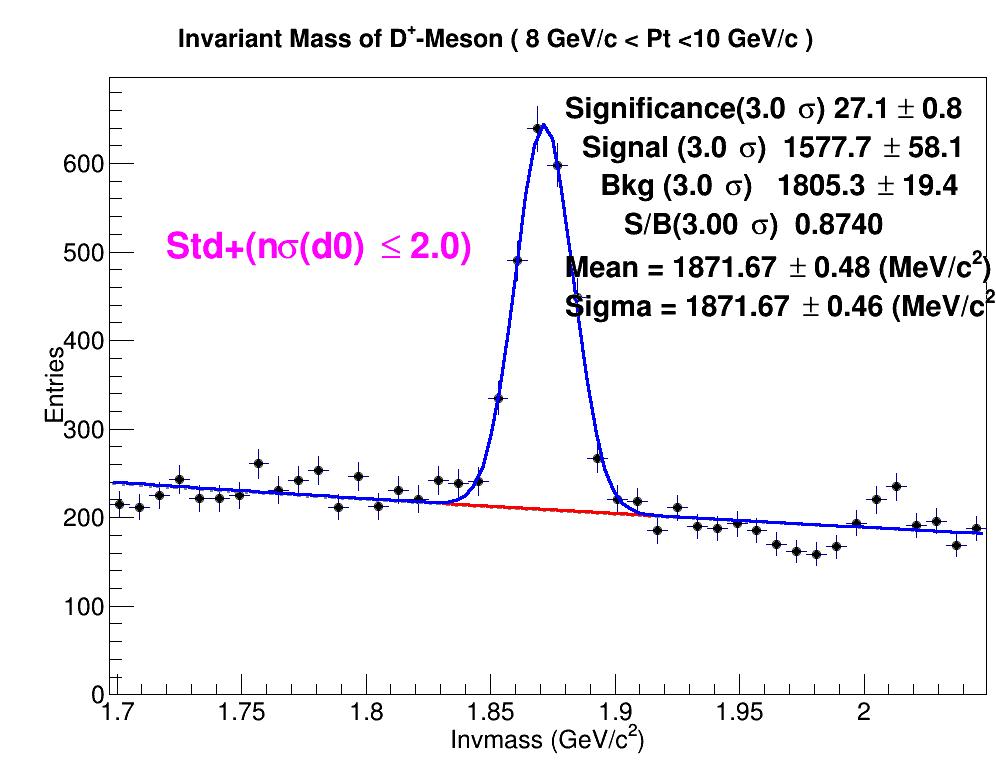 Invariant Mass of D⁺-Meson ( 8 GeV/c < Pt <10 GeV/c )
Significance(3.0 σ) 27.1 ± 0.8
Signal (3.0 σ) 1577.7 ± 58.1
Bkg (3.0 σ) 1805.3 ± 19.4
S/B(3.00 σ) 0.8740
Std+(nσ(d0) ≤ 2.0)
Mean = 1871.67 ± 0.48 (MeV/c²)
Sigma = 1871.67 ± 0.46 (MeV/c²
Entries
600
500
400
300
200
100
0
1.7 1.75 1.8 1.85 1.9 1.95 2
Invmass (GeV/c²)